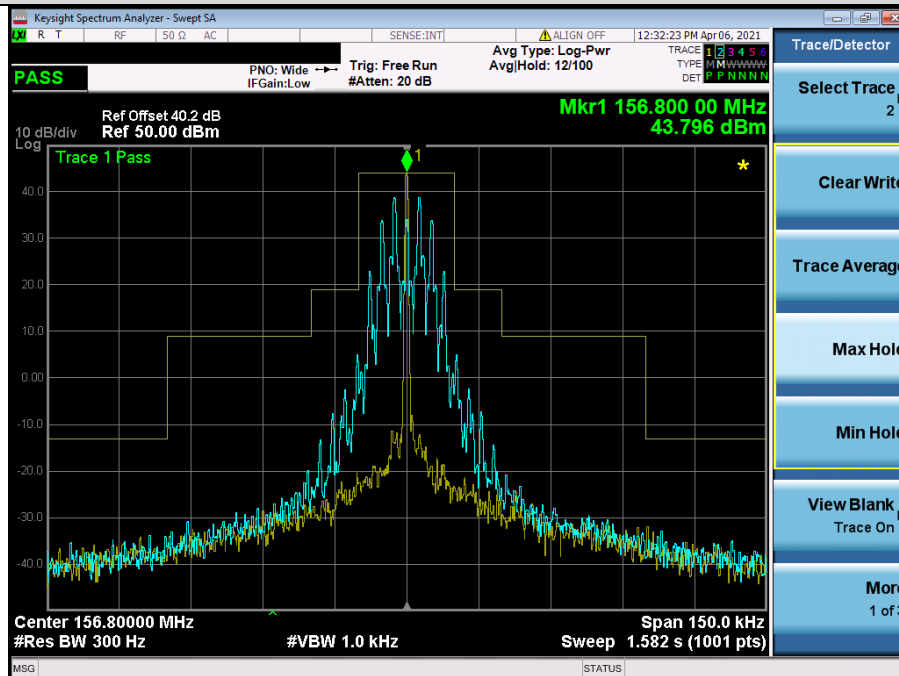 Keysight Spectrum Analyzer - Swept SA
LXI R T RF 50 Ω AC SENSE:INT ALIGN OFF 12:32:23 PM Apr 06, 2021
PASS
PNO: Wide
IFGain:Low
Trig: Free Run
#Atten: 20 dB
Avg Type: Log-Pwr
Avg|Hold: 12/100
TRACE 1 2 3 4 5 6
TYPE M M W W W W
DET P P N N N N
Mkr1 156.800 00 MHz
43.796 dBm
Ref Offset 40.2 dB
Ref 50.00 dBm
10 dB/div
Log
Trace 1 Pass
1
*
40.0
30.0
20.0
10.0
0.00
-10.0
-20.0
-30.0
-40.0
Center 156.80000 MHz
#Res BW 300 Hz
#VBW 1.0 kHz
Span 150.0 kHz
Sweep 1.582 s (1001 pts)
MSG
STATUS
Trace/Detector
Select Trace
2
Clear Write
Trace Average
Max Hol
Min Hol
View Blank
Trace On
More
1 of